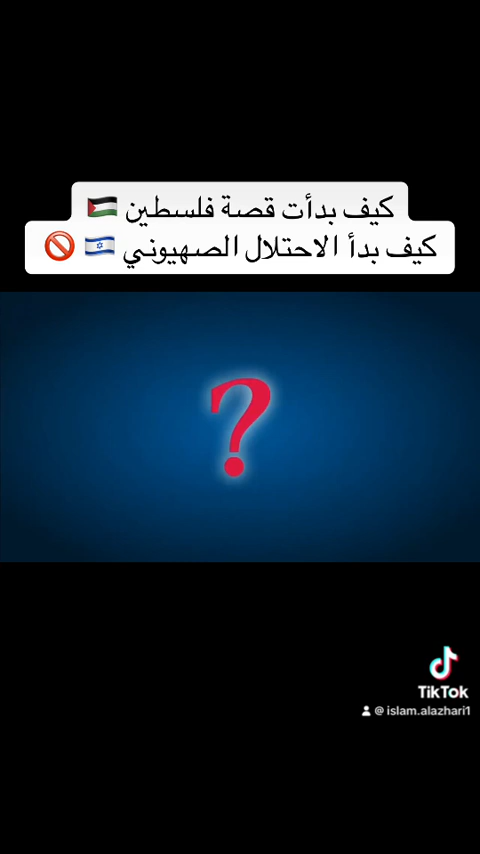 كيف بدأت قصة فلسطين 🇵🇸
كيف بدأ الاحتلال الصهيوني 🇮🇱 🚫
?
TikTok
@islam.alazhari1